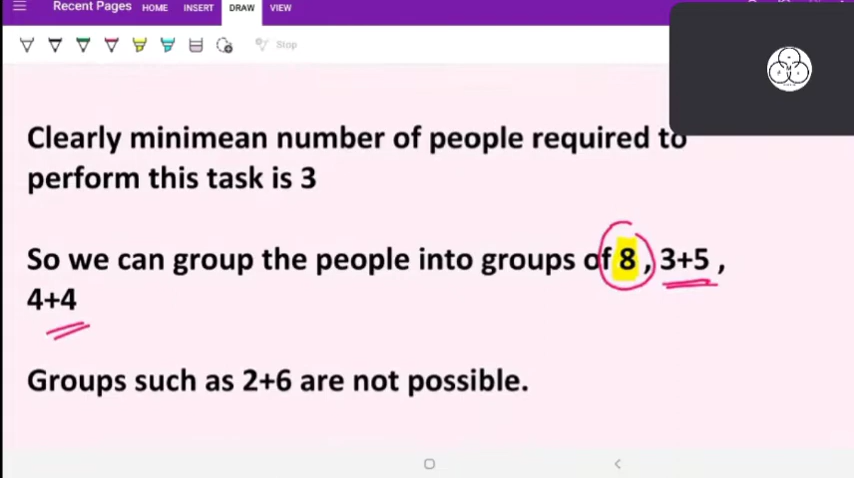 Recent Pages HOME INSERT DRAW VIEW
Stop
Clearly minimean number of people required to
perform this task is 3
So we can group the people into groups of 8 , 3+5 ,
4+4
Groups such as 2+6 are not possible.